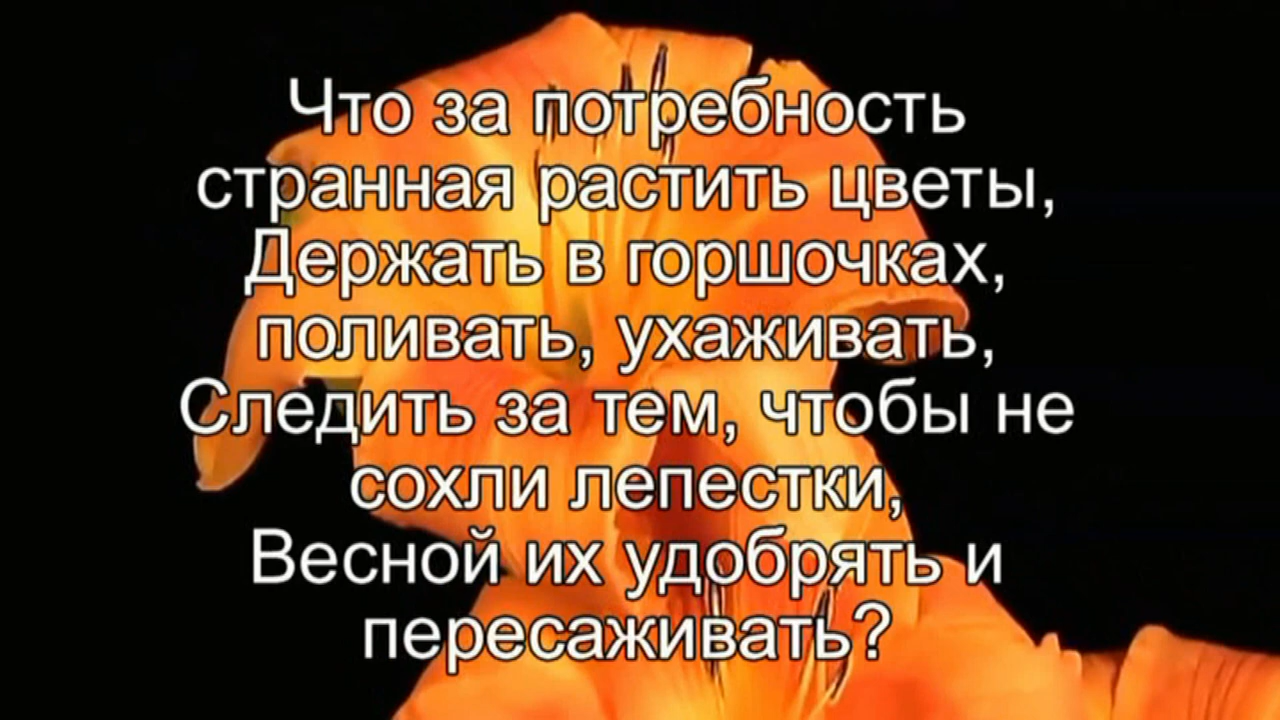 Что за потребность
странная растить цветы,
Держать в горшочках,
поливать, ухаживать,
Следить за тем, чтобы не
сохли лепестки,
Весной их удобрять и
пересаживать?